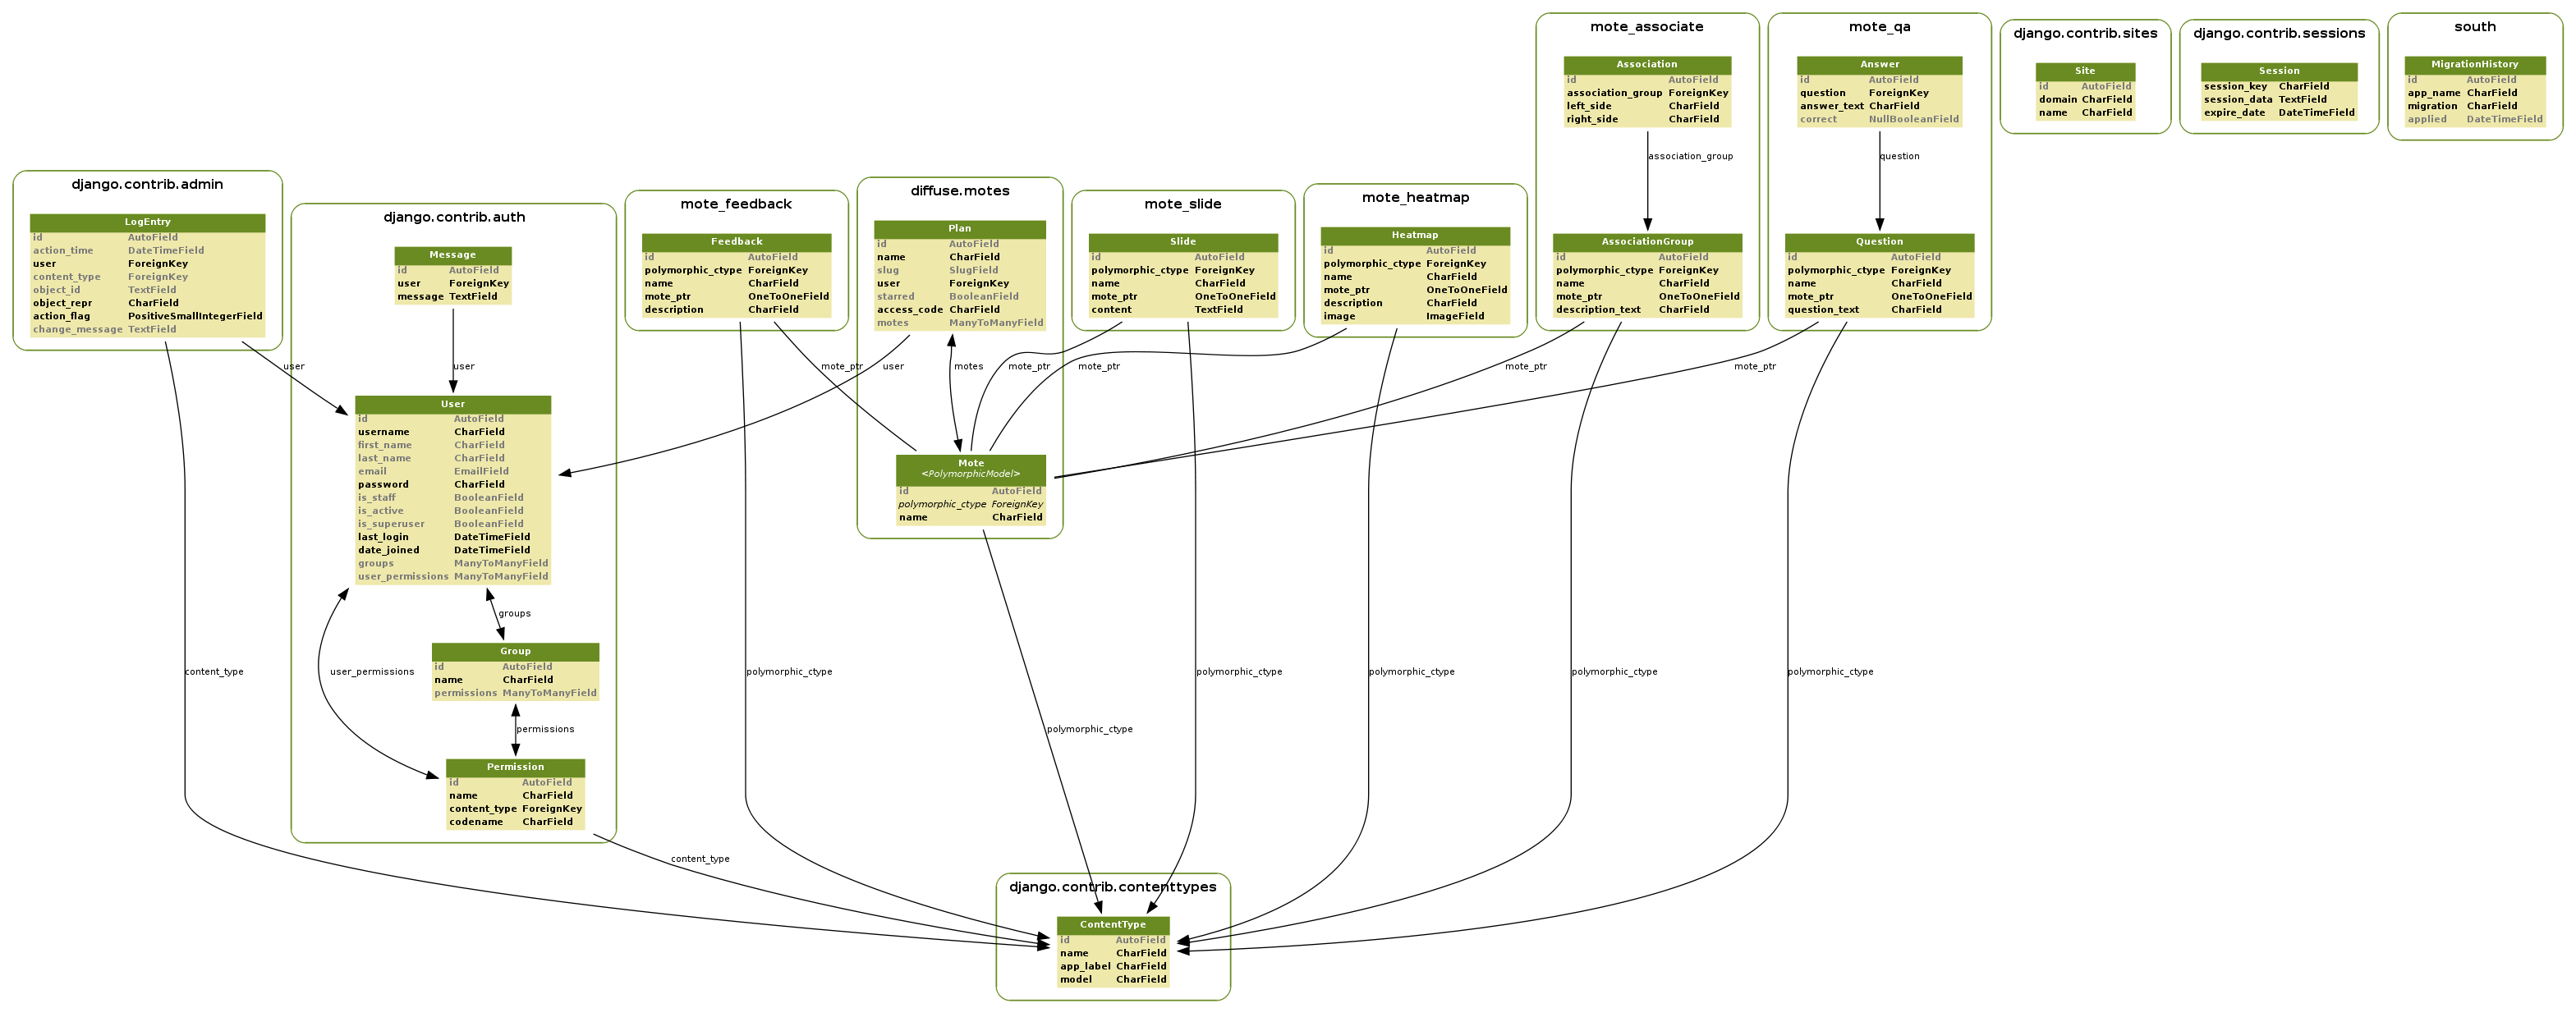 mote_associate
Association
id AutoField
association_group ForeignKey
left_side CharField
right_side CharField
association_group
AssociationGroup
id AutoField
polymorphic_ctype ForeignKey
name CharField
mote_ptr OneToOneField
description_text CharField
mote_qa
Answer
id AutoField
question ForeignKey
answer_text CharField
correct NullBooleanField
question
Question
id AutoField
polymorphic_ctype ForeignKey
name CharField
mote_ptr OneToOneField
question_text CharField
django.contrib.sites
Site
id AutoField
domain CharField
name CharField
django.contrib.sessions
Session
session_key CharField
session_data TextField
expire_date DateTimeField
south
MigrationHistory
id AutoField
app_name CharField
migration CharField
applied DateTimeField
django.contrib.admin
LogEntry
id AutoField
action_time DateTimeField
user ForeignKey
content_type ForeignKey
object_id TextField
object_repr CharField
action_flag PositiveSmallIntegerField
change_message TextField
django.contrib.auth
Message
id AutoField
user ForeignKey
message TextField
user
user
User
id AutoField
username CharField
first_name CharField
last_name CharField
email EmailField
password CharField
is_staff BooleanField
is_active BooleanField
is_superuser BooleanField
last_login DateTimeField
date_joined DateTimeField
groups ManyToManyField
user_permissions ManyToManyField
groups
user_permissions
Group
id AutoField
name CharField
permissions ManyToManyField
permissions
Permission
id AutoField
name CharField
content_type ForeignKey
codename CharField
mote_feedback
Feedback
id AutoField
polymorphic_ctype ForeignKey
name CharField
mote_ptr OneToOneField
description CharField
diffuse.motes
Plan
id AutoField
name CharField
slug SlugField
user ForeignKey
starred BooleanField
access_code CharField
motes ManyToManyField
mote_slide
Slide
id AutoField
polymorphic_ctype ForeignKey
name CharField
mote_ptr OneToOneField
content TextField
mote_heatmap
Heatmap
id AutoField
polymorphic_ctype ForeignKey
name CharField
mote_ptr OneToOneField
description CharField
image ImageField
mote_ptr
user
motes
mote_ptr
mote_ptr
mote_ptr
mote_ptr
Mote
<PolymorphicModel>
id AutoField
polymorphic_ctype ForeignKey
name CharField
content_type
polymorphic_ctype
polymorphic_ctype
polymorphic_ctype
polymorphic_ctype
polymorphic_ctype
polymorphic_ctype
content_type
django.contrib.contenttypes
ContentType
id AutoField
name CharField
app_label CharField
model CharField